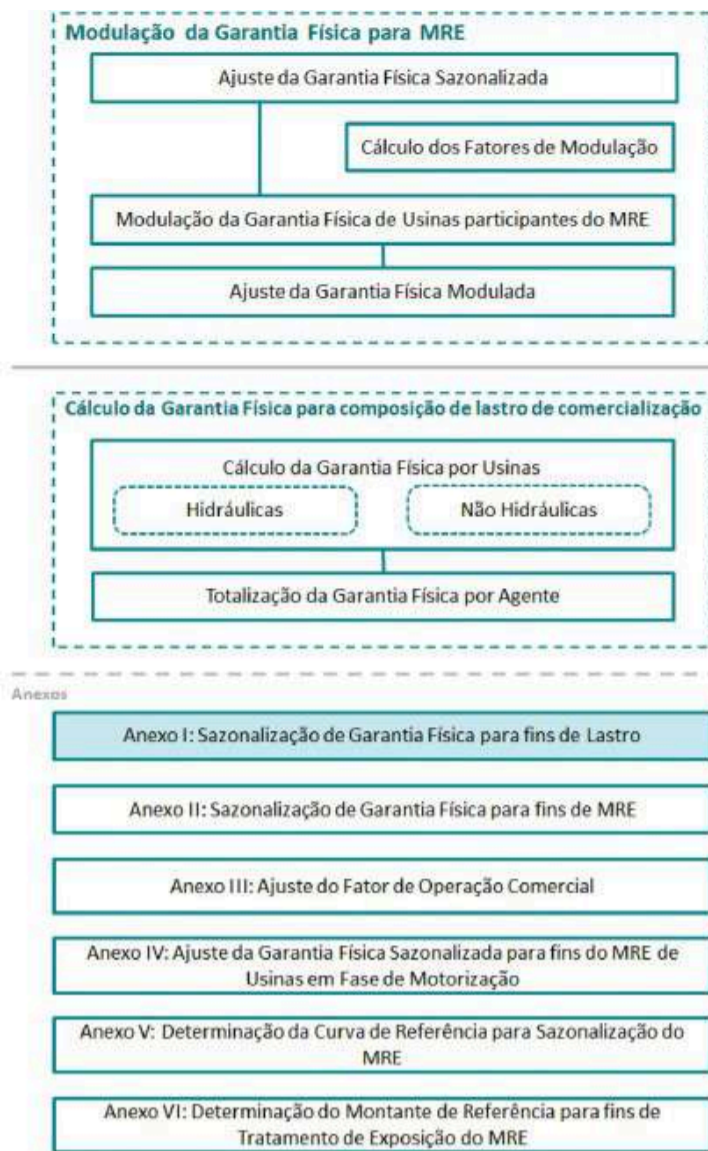 Modulação da Garantia Física para MRE
Ajuste da Garantia Física Sazonalizada
Cálculo dos Fatores de Modulação
Modulação da Garantia Física de Usinas participantes do MRE
Ajuste da Garantia Física Modulada
Cálculo da Garantia Física para composição de lastro de comercialização
Cálculo da Garantia Física por Usinas
Hidráulicas
Não Hidráulicas
Totalização da Garantia Física por Agente
Anexos
Anexo I: Sazonalização de Garantia Física para fins de Lastro
Anexo II: Sazonalização de Garantia Física para fins de MRE
Anexo III: Ajuste do Fator de Operação Comercial
Anexo IV: Ajuste da Garantia Física Sazonalizada para fins do MRE de
Usinas em Fase de Motorização
Anexo V: Determinação da Curva de Referência para Sazonalização do
MRE
Anexo VI: Determinação do Montante de Referência para fins de
Tratamento de Exposição do MRE